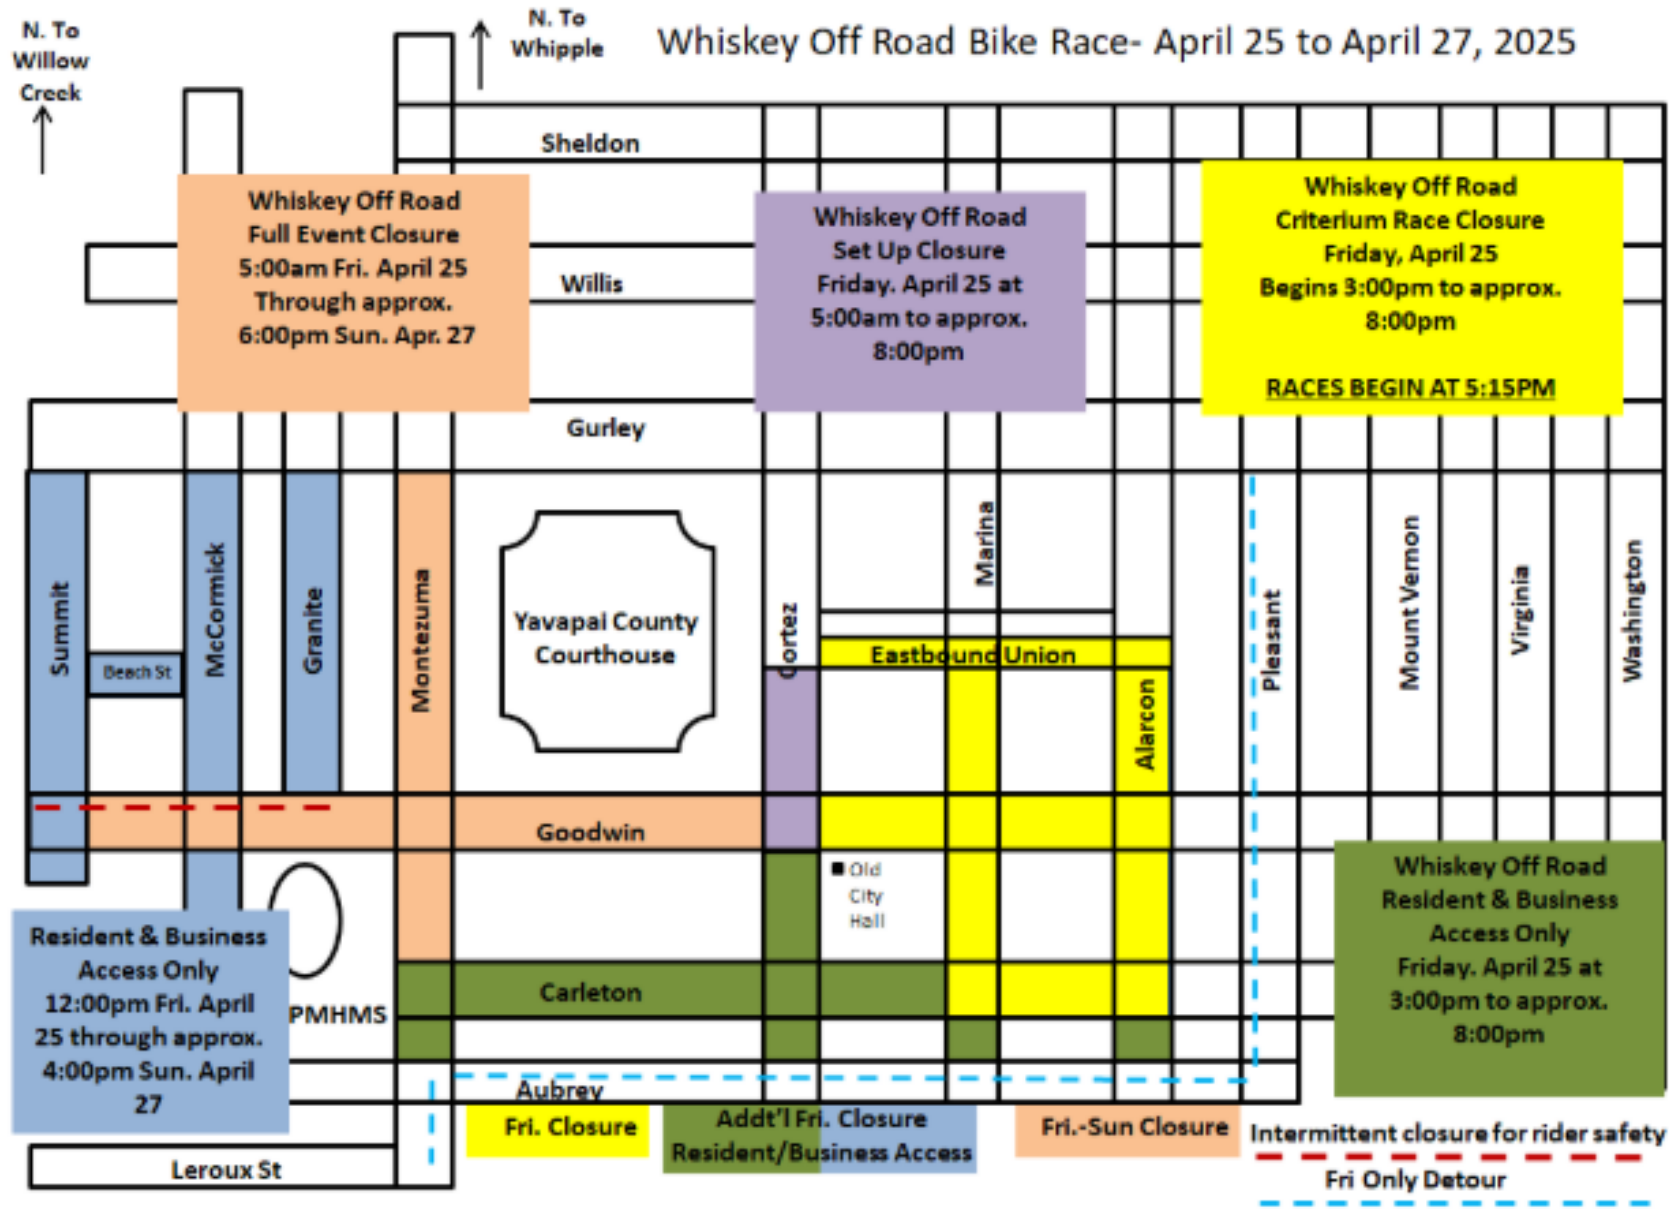 N. To
Willow
Creek
N. To
Whipple
Whiskey Off Road Bike Race- April 25 to April 27, 2025
Sheldon
Whiskey Off Road
Full Event Closure
5:00am Fri. April 25
Through approx.
6:00pm Sun. Apr. 27
Whiskey Off Road
Set Up Closure
Friday. April 25 at
5:00am to approx.
8:00pm
Whiskey Off Road
Criterium Race Closure
Friday, April 25
Begins 3:00pm to approx.
8:00pm
RACES BEGIN AT 5:15PM
Willis
Gurley
Summit
Beach St
McCormick
Granite
Montezuma
Yavapai County
Courthouse
Cortez
Marina
Eastbound Union
Alarcon
Pleasant
Mount Vernon
Virginia
Washington
Goodwin
Old
City
Hall
Whiskey Off Road
Resident & Business
Access Only
Friday. April 25 at
3:00pm to approx.
8:00pm
Resident & Business
Access Only
12:00pm Fri. April
25 through approx.
4:00pm Sun. April
27
PMHMS
Carleton
Aubrey
Fri. Closure
Addt'l Fri. Closure
Resident/Business Access
Fri.-Sun Closure
Intermittent closure for rider safety
Fri Only Detour
Leroux St